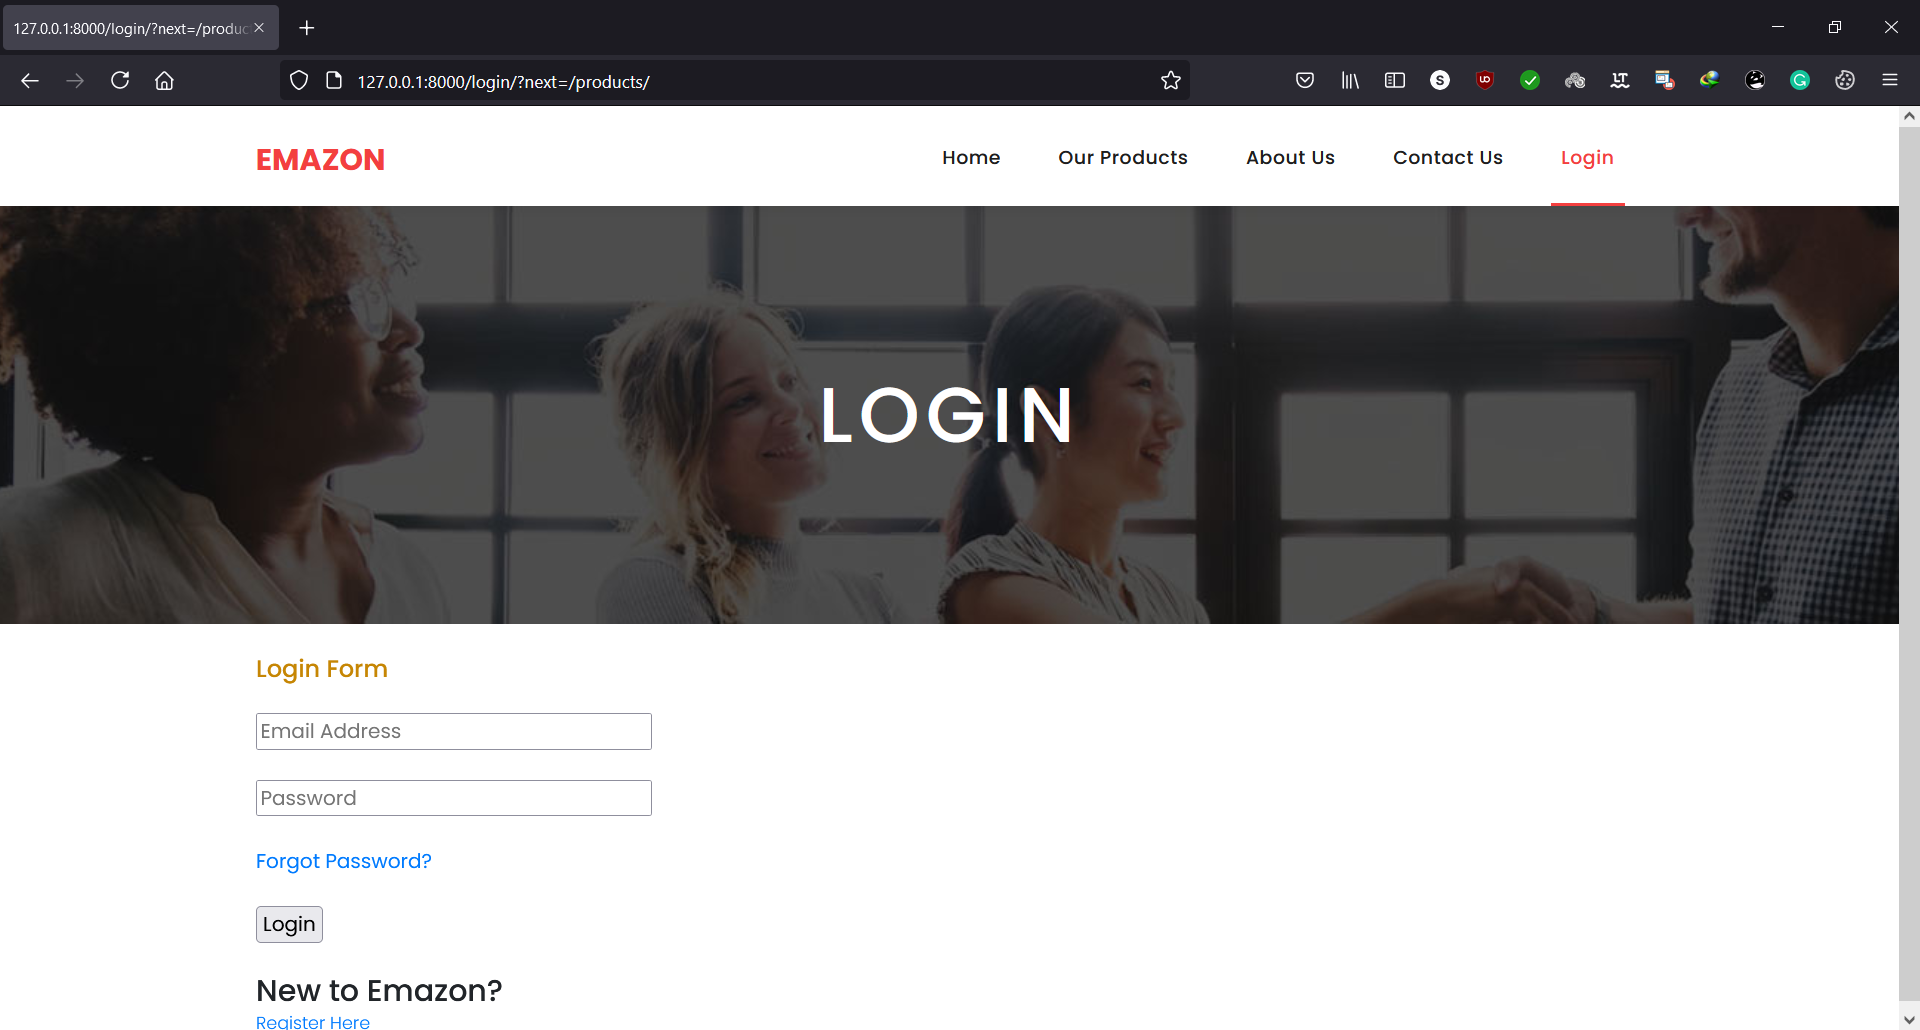 127.0.0.1:8000/login/?next=/produc
127.0.0.1:8000/login/?next=/products/
EMAZON
Home
Our Products
About Us
Contact Us
Login
LOGIN
Login Form
Email Address
Password
Forgot Password?
Login
New to Emazon?
Register Here